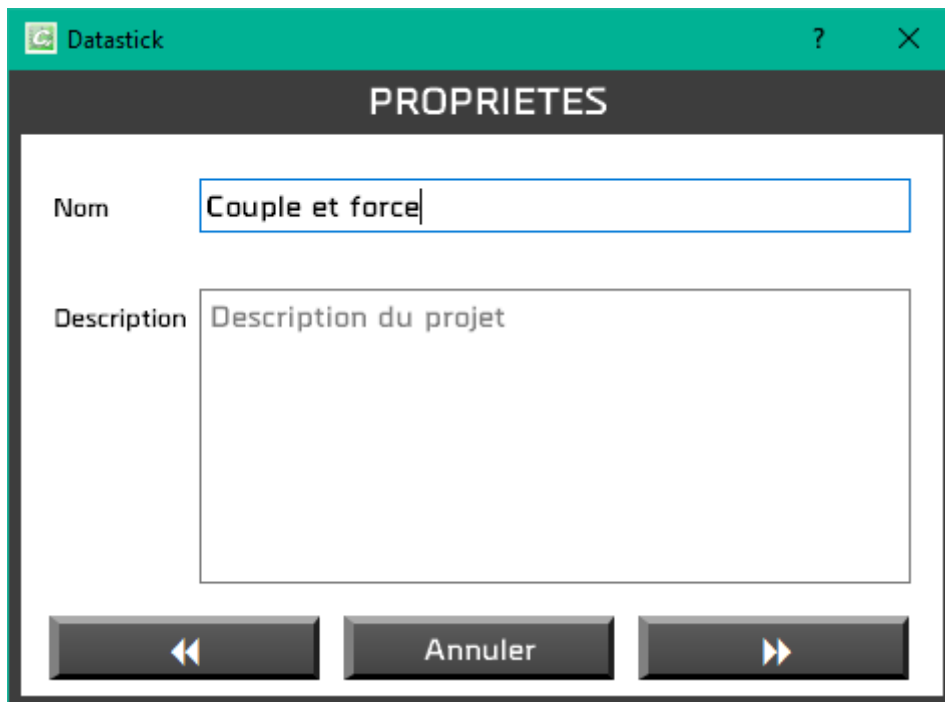 Datastick
PROPRIETES
Nom
Couple et force
Description
Description du projet
Annuler